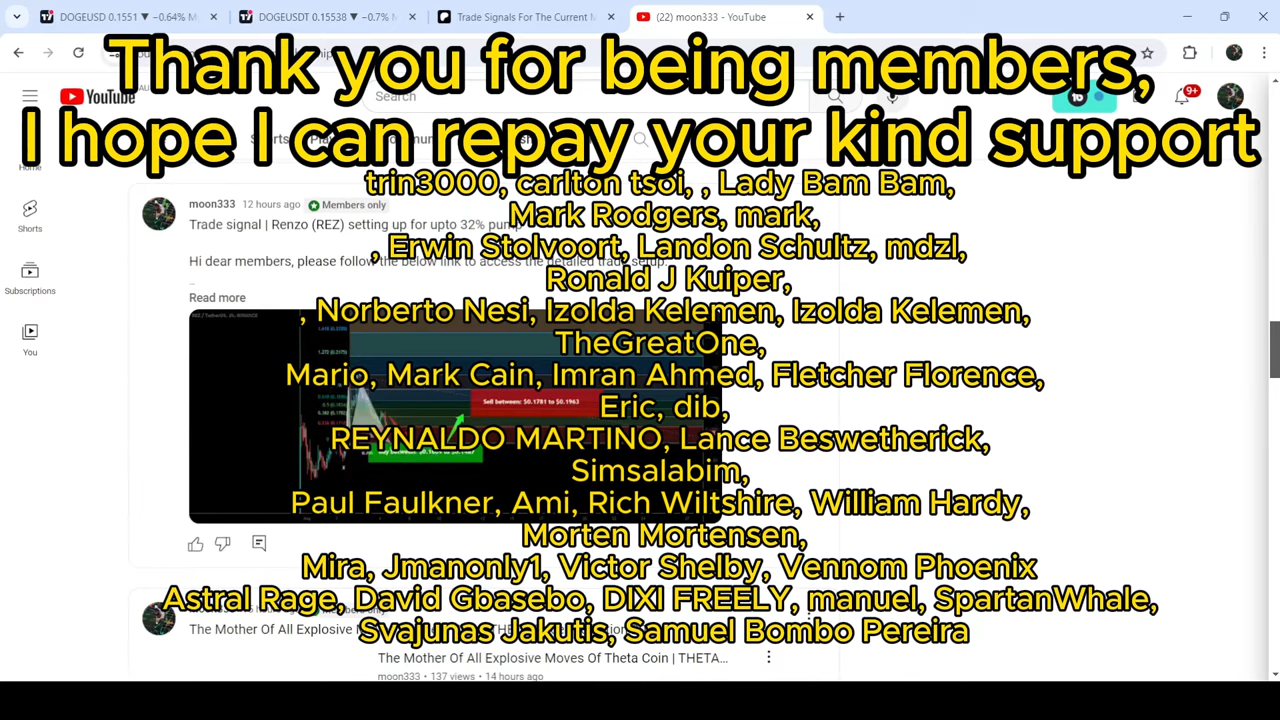 DOGEUSD 0.1551 ▼ −0.64% M
DOGEUSDT 0.15538 ▼ −0.7% M
Trade Signals For The Current M
(22) moon333 - YouTube
Thank you for being members,
I hope I can repay your kind support
YouTube
Search
9+
Home
Shorts
Subscriptions
You
trin3000, carlton tsoi, , Lady Bam Bam,
Mark Rodgers, mark,
, Erwin Stolvoort, Landon Schultz, mdzl,
Ronald J Kuiper,
, Norberto Nesi, Izolda Kelemen, Izolda Kelemen,
TheGreatOne,
Mario, Mark Cain, Imran Ahmed, Fletcher Florence,
Eric, dib,
REYNALDO MARTINO, Lance Beswetherick,
Simsalabim,
Paul Faulkner, Ami, Rich Wiltshire, William Hardy,
Morten Mortensen,
Mira, Jmanonly1, Victor Shelby, Vennom Phoenix
Astral Rage, David Gbasebo, DIXI FREELY, manuel, SpartanWhale,
Svajunas Jakutis, Samuel Bombo Pereira
moon333 12 hours ago Members only
Trade signal | Renzo (REZ) setting up for upto 32% pump
Hi dear members, please follow the below link to access the detailed trade setup
Read more
Sell between: $0.1781 to $0.1963
The Mother Of All Explosive
The Mother Of All Explosive Moves Of Theta Coin | THETA...
moon333 • 137 views • 14 hours ago